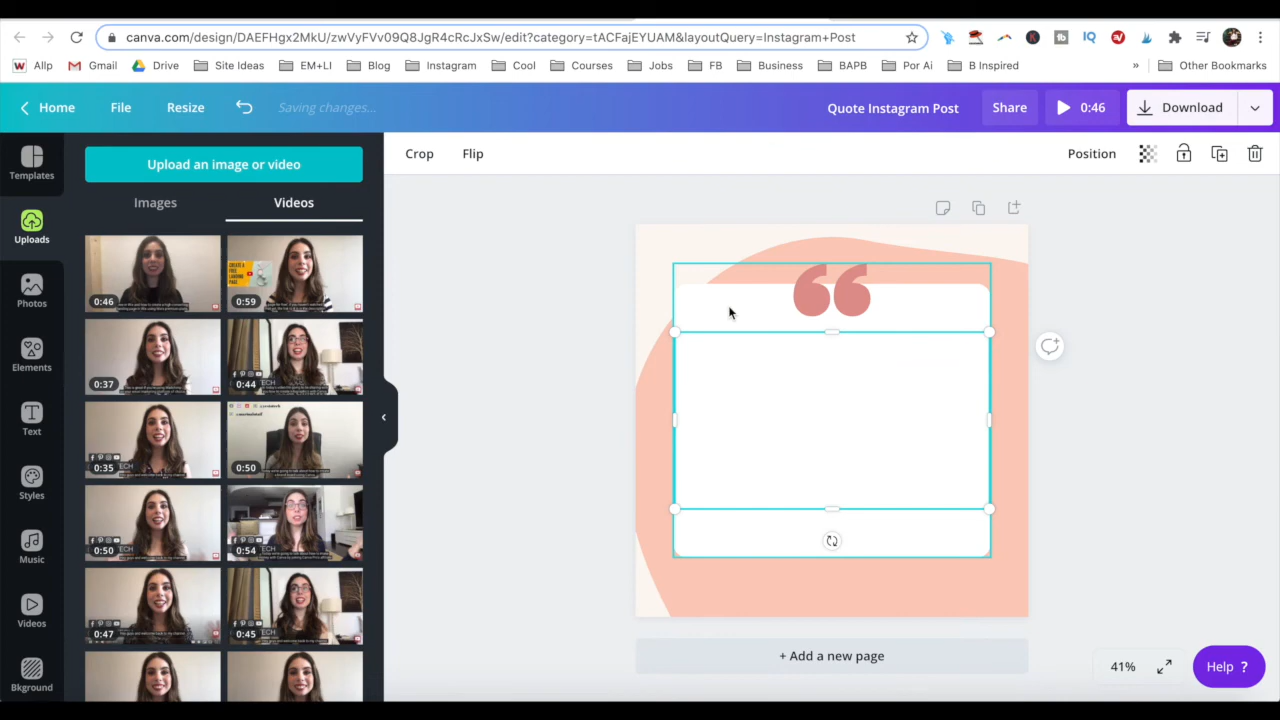 canva.com/design/DAEFHgx2MkU/zwVyFVv09Q8JgR4cRcJxSw/edit?category=tACFajEYUAM&layoutQuery=Instagram+Post
Allp
Gmail
Drive
Site Ideas
EM+LI
Blog
Instagram
Cool
Courses
Jobs
FB
Business
BAPB
Por Ai
B Inspired
»
Other Bookmarks
Home
File
Resize
Saving changes...
Quote Instagram Post
Share
0:46
Download
Templates
Uploads
Photos
Elements
Text
Styles
Music
Videos
Bkground
Upload an image or video
Images
Videos
0:46
0:59
0:37
0:44
0:35
0:50
0:50
0:54
0:47
0:45
Crop
Flip
Position
“
+ Add a new page
41%
Help ?